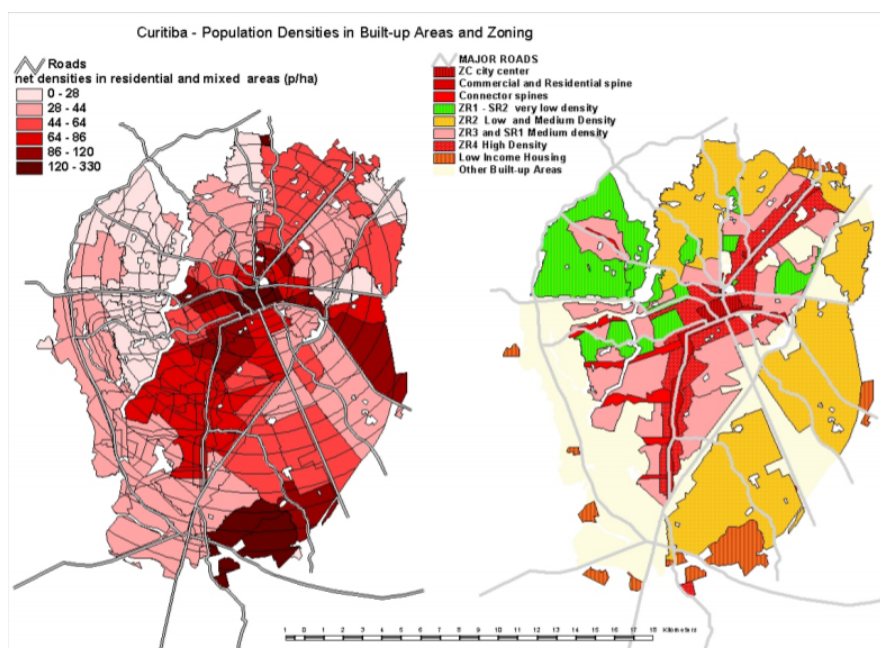 Curitiba - Population Densities in Built-up Areas and Zoning
Roads
net densities in residential and mixed areas (p/ha)
0 - 28
28 - 44
44 - 64
64 - 86
86 - 120
120 - 330
MAJOR ROADS
ZC city center
Commercial and Residential spine
Connector spines
ZR1 - SR2 very low density
ZR2 Low and Medium Density
ZR3 and SR1 Medium density
ZR4 High Density
Low Income Housing
Other Built-up Areas
1 0 1 2 3 4 5 6 7 8 9 10 11 12 13 14 15 16 17 18 Kilometers